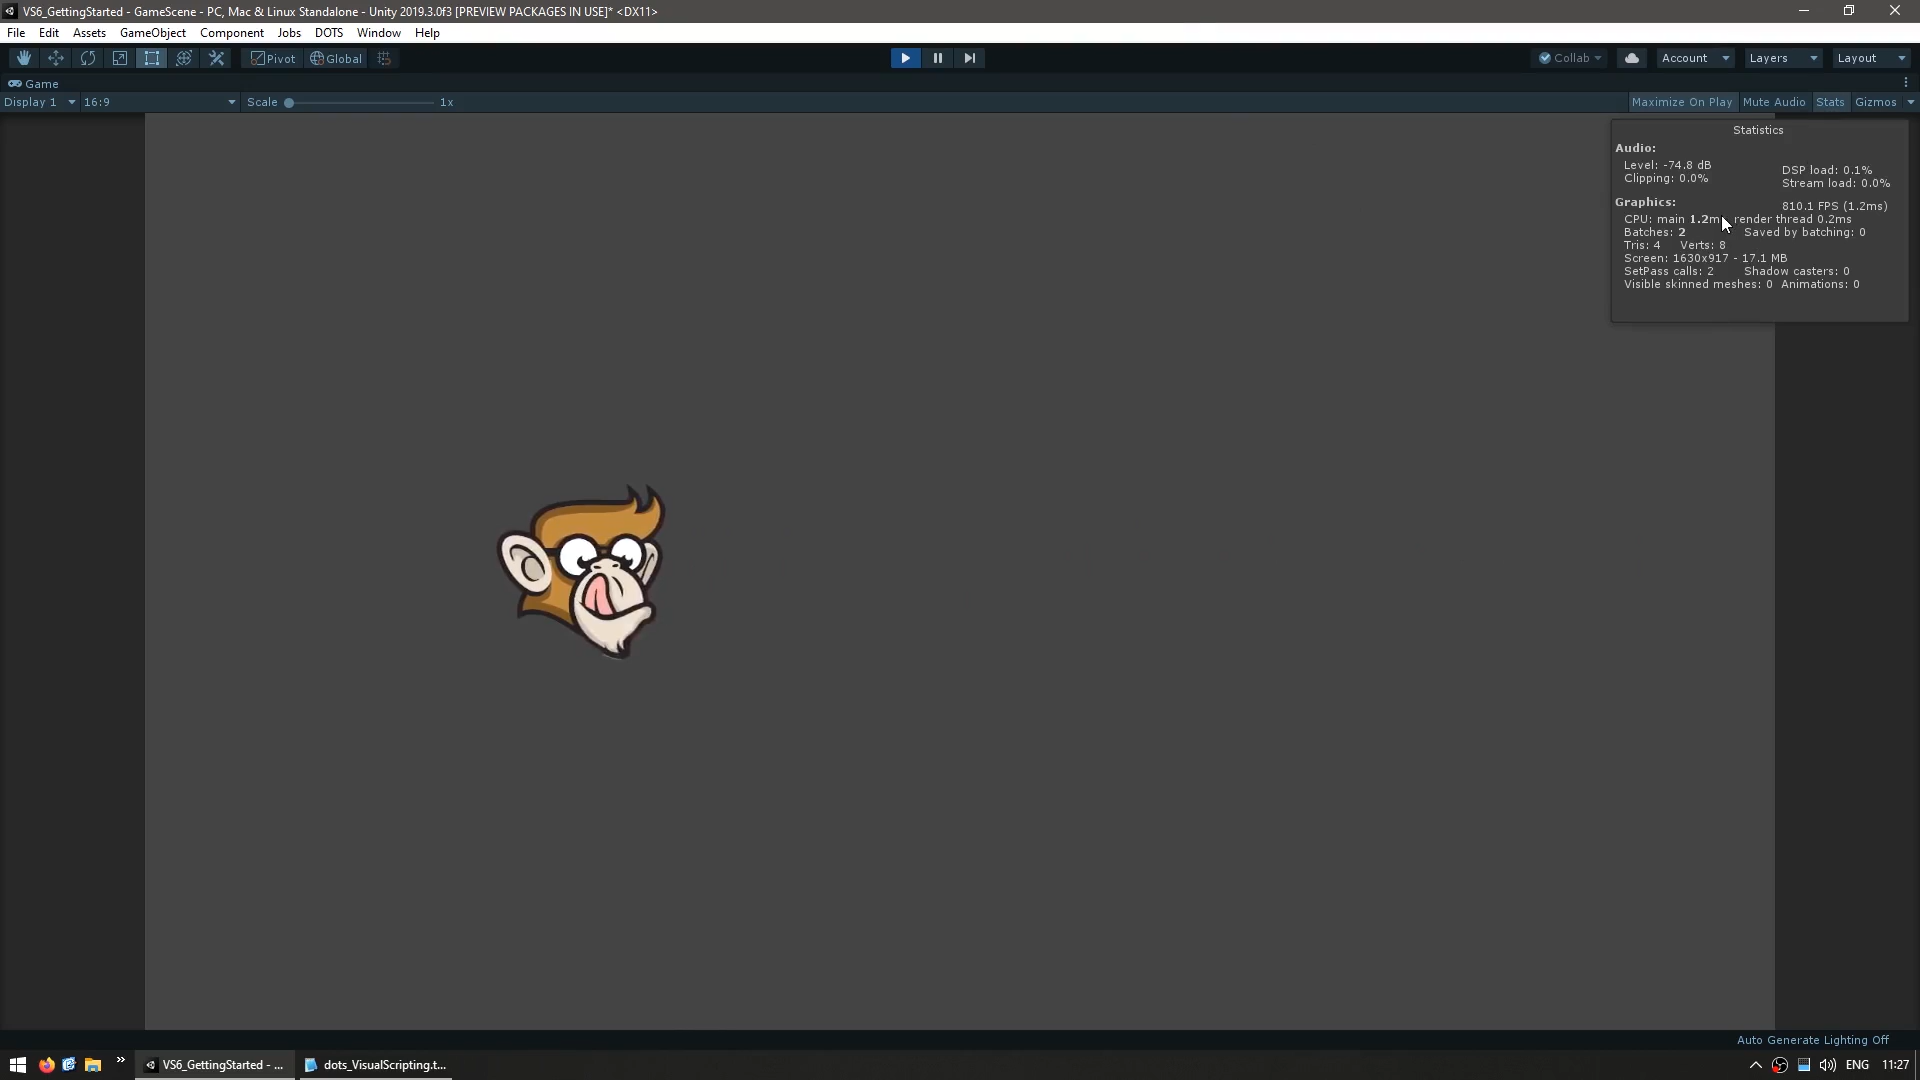 VS6_GettingStarted - GameScene - PC, Mac & Linux Standalone - Unity 2019.3.0f3 [PREVIEW PACKAGES IN USE]* <DX11>
File Edit Assets GameObject Component Jobs DOTS Window Help
Pivot Global Collab Account Layers Layout
Game
Display 1 16:9 Scale 1x Maximize On Play Mute Audio Stats Gizmos
Statistics
Audio:
Level: -74.8 dB DSP load: 0.1%
Clipping: 0.0% Stream load: 0.0%
Graphics: 810.1 FPS (1.2ms)
CPU: main 1.2m render thread 0.2ms
Batches: 2 Saved by batching: 0
Tris: 4 Verts: 8
Screen: 1630x917 - 17.1 MB
SetPass calls: 2 Shadow casters: 0
Visible skinned meshes: 0 Animations: 0
Auto Generate Lighting Off
VS6_GettingStarted - ... dots_VisualScripting.t... ENG 11:27